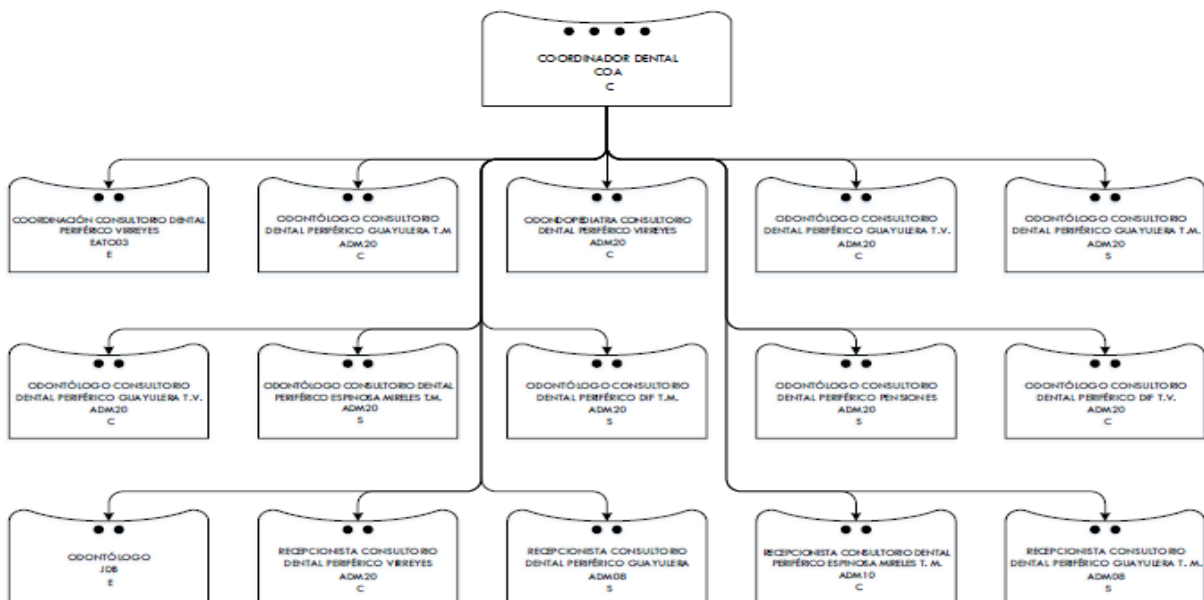 COORDINADOR DENTAL
COA
C
COORDINACIÓN CONSULTORIO DENTAL
PERIFÉRICO VIRREYES
EATO03
E
ODONTÓLOGO CONSULTORIO
DENTAL PERIFÉRICO GUAYULERA T.M
ADM20
C
ODONDOPEDIATRA CONSULTORIO
DENTAL PERIFÉRICO VIRREYES
ADM20
C
ODONTÓLOGO CONSULTORIO
DENTAL PERIFÉRICO GUAYULERA T.V.
ADM20
C
ODONTÓLOGO CONSULTORIO
DENTAL PERIFÉRICO GUAYULERA T.M.
ADM20
S
ODONTÓLOGO CONSULTORIO
DENTAL PERIFÉRICO GUAYULERA T.V.
ADM20
C
ODONTÓLOGO CONSULTORIO DENTAL
PERIFÉRICO ESPINOSA MIRELES T.M.
ADM20
S
ODONTÓLOGO CONSULTORIO
DENTAL PERIFÉRICO DIF T.M.
ADM20
S
ODONTÓLOGO CONSULTORIO
DENTAL PERIFÉRICO PENSIONES
ADM20
S
ODONTÓLOGO CONSULTORIO
DENTAL PERIFÉRICO DIF T.V.
ADM20
C
ODONTÓLOGO
JDB
E
RECEPCIONISTA CONSULTORIO
DENTAL PERIFÉRICO VIRREYES
ADM20
C
RECEPCIONISTA CONSULTORIO
DENTAL PERIFÉRICO GUAYULERA
ADM08
S
RECEPCIONISTA CONSULTORIO DENTAL
PERIFÉRICO ESPINOSA MIRELES T. M.
ADM10
C
RECEPCIONISTA CONSULTORIO
DENTAL PERIFÉRICO GUAYULERA T. M.
ADM08
S